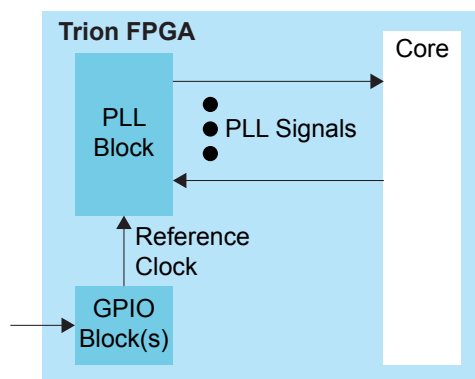 Trion FPGA
Core
PLL
Block
PLL Signals
Reference
Clock
GPIO
Block(s)